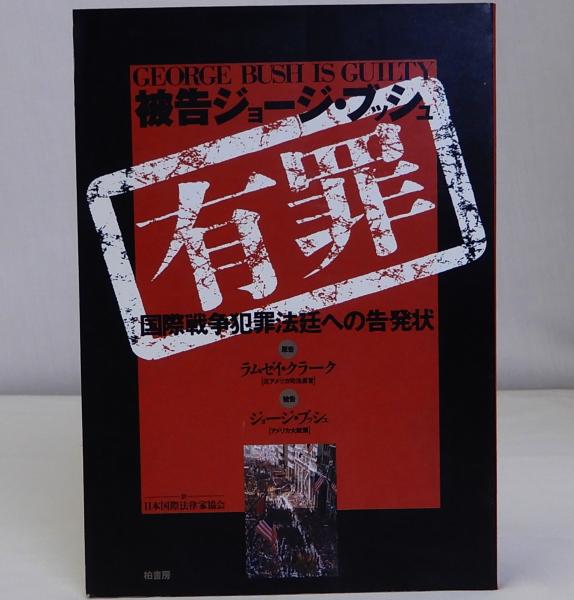 GEORGE BUSH IS GUILTY
被告ジョージ・ブッシュ
有罪
国際戦争犯罪法廷への告発状
原告
ラムゼイ・クラーク
[元アメリカ司法長官]
被告
ジョージ・ブッシュ
[アメリカ大統領]
訳
日本国際法律家協会
柏書房